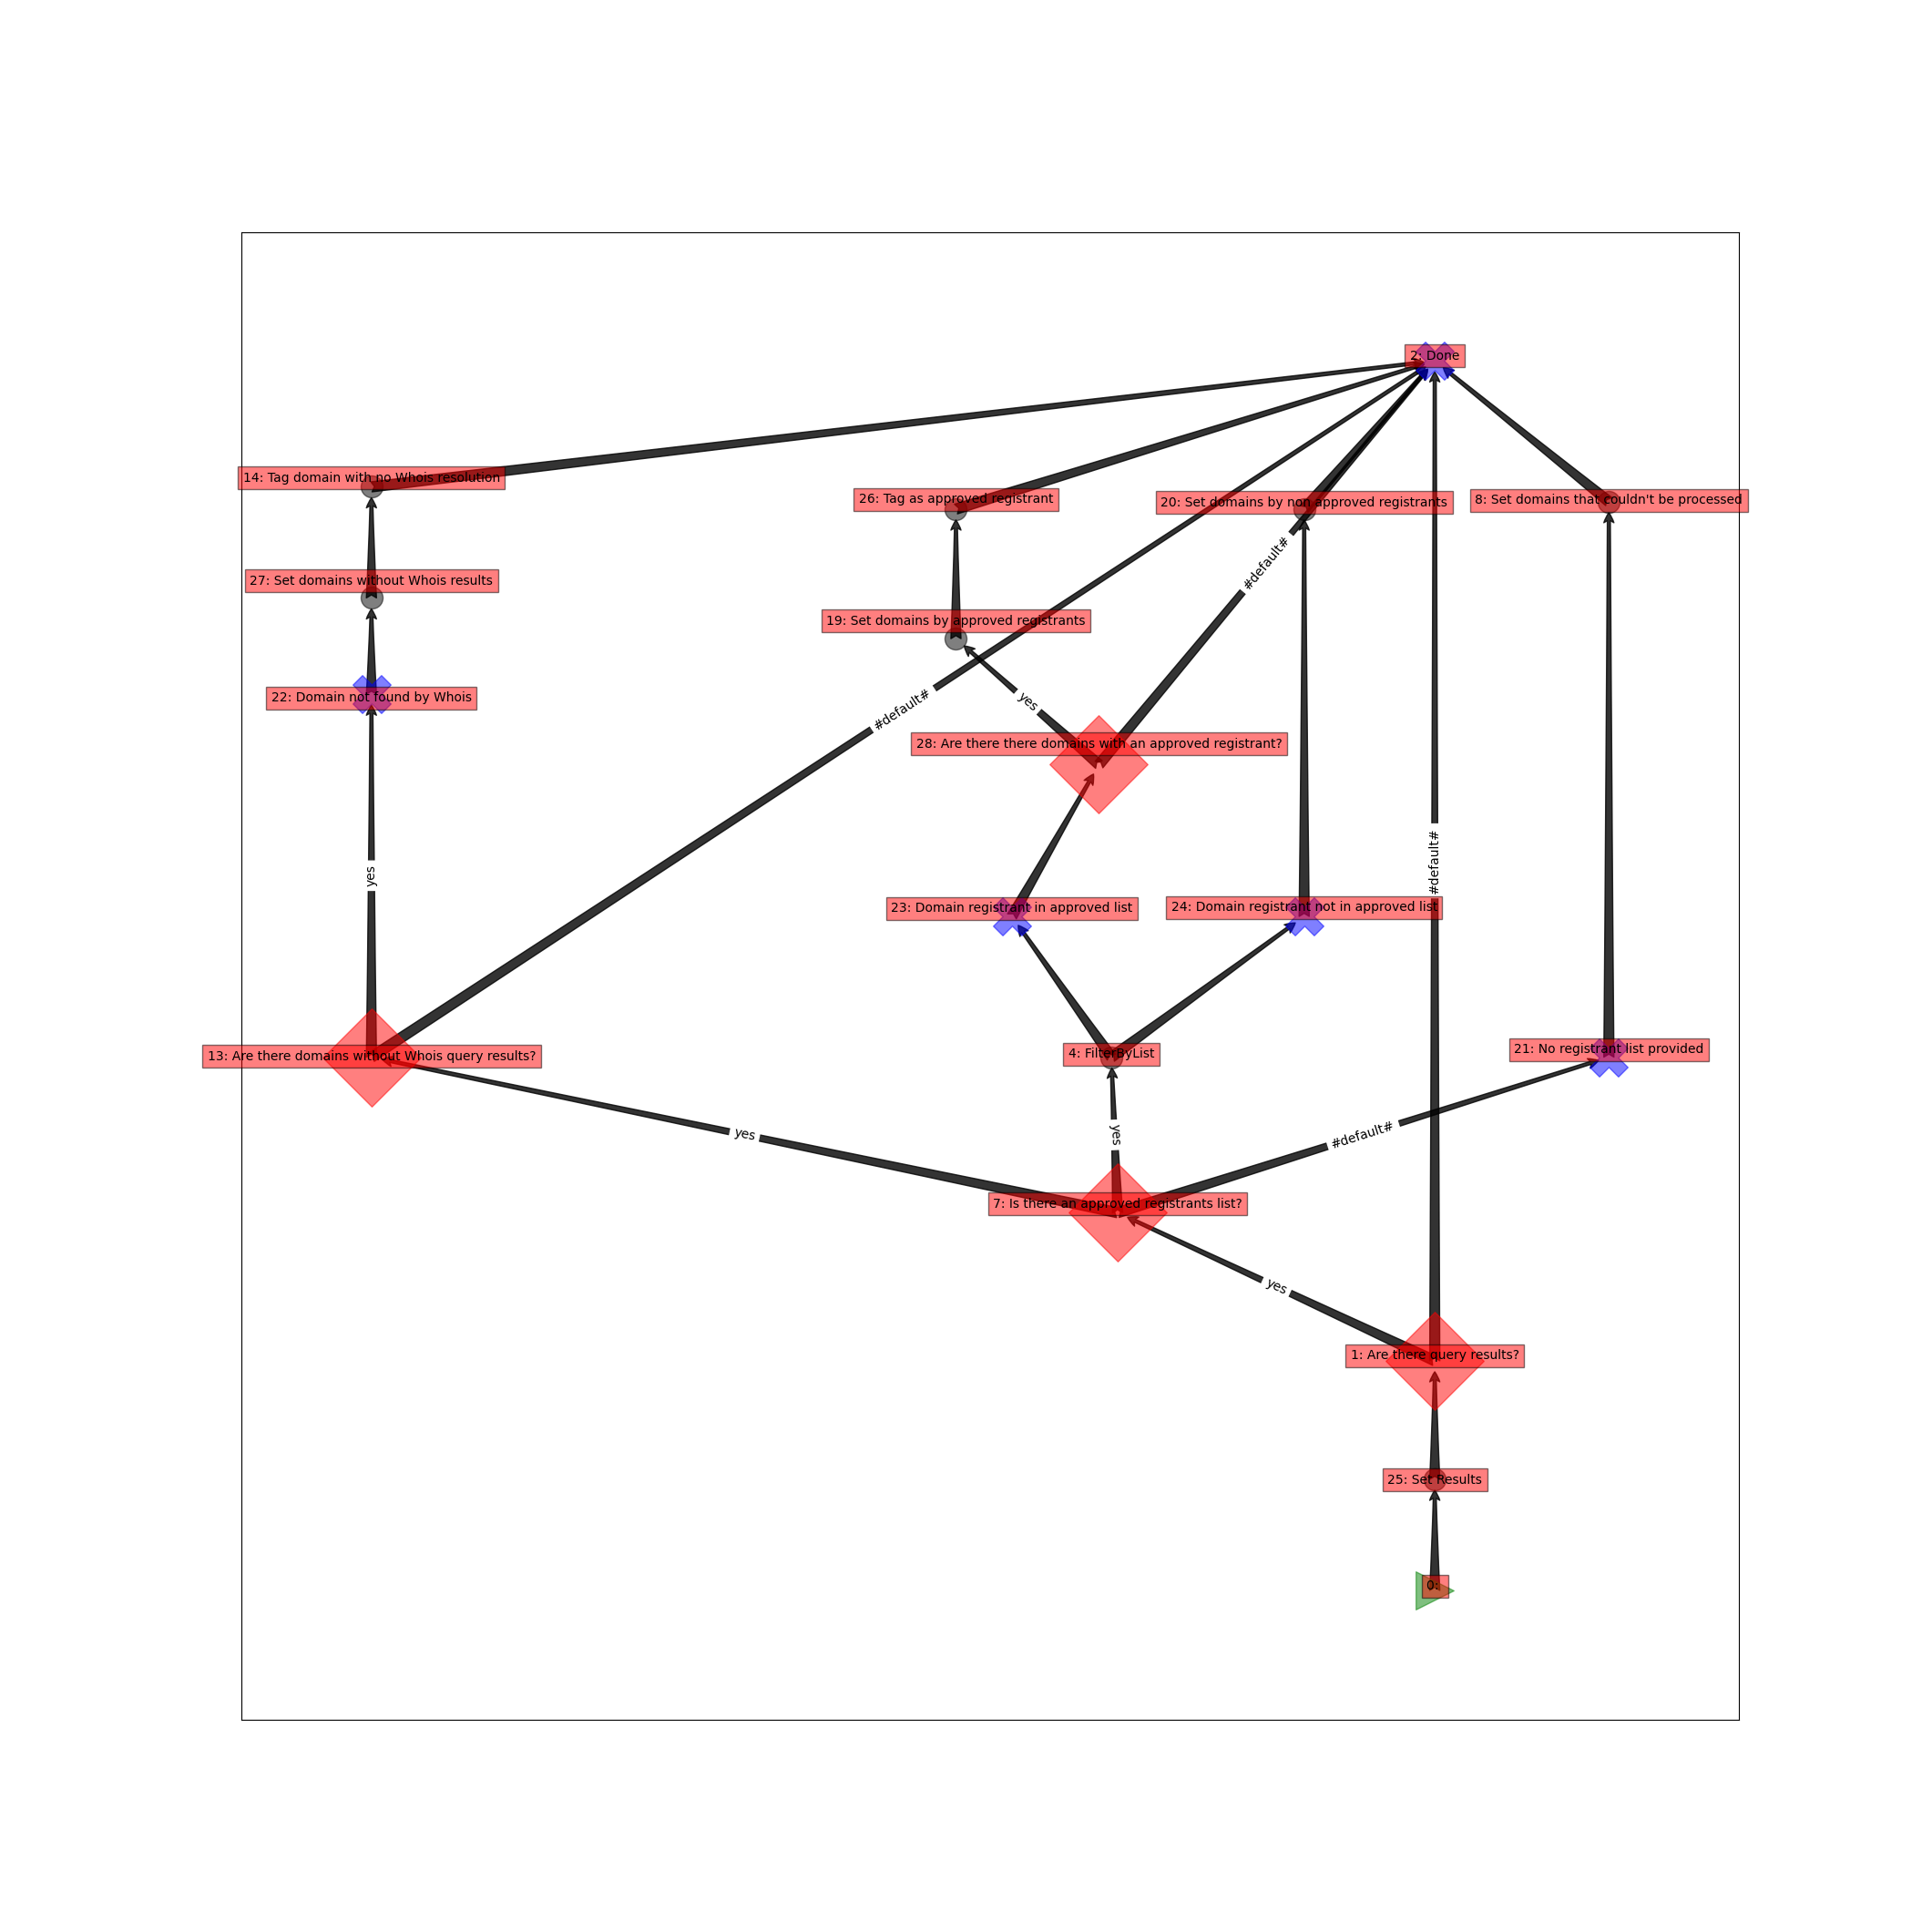 2: Done
14: Tag domain with no Whois resolution
26: Tag as approved registrant
20: Set domains by non approved registrants
8: Set domains that couldn't be processed
#default#
27: Set domains without Whois results
19: Set domains by approved registrants
yes
22: Domain not found by Whois
#default#
28: Are there there domains with an approved registrant?
#default#
yes
23: Domain registrant in approved list
24: Domain registrant not in approved list
13: Are there domains without Whois query results?
4: FilterByList
21: No registrant list provided
yes
yes
#default#
7: Is there an approved registrants list?
yes
1: Are there query results?
25: Set Results
0: